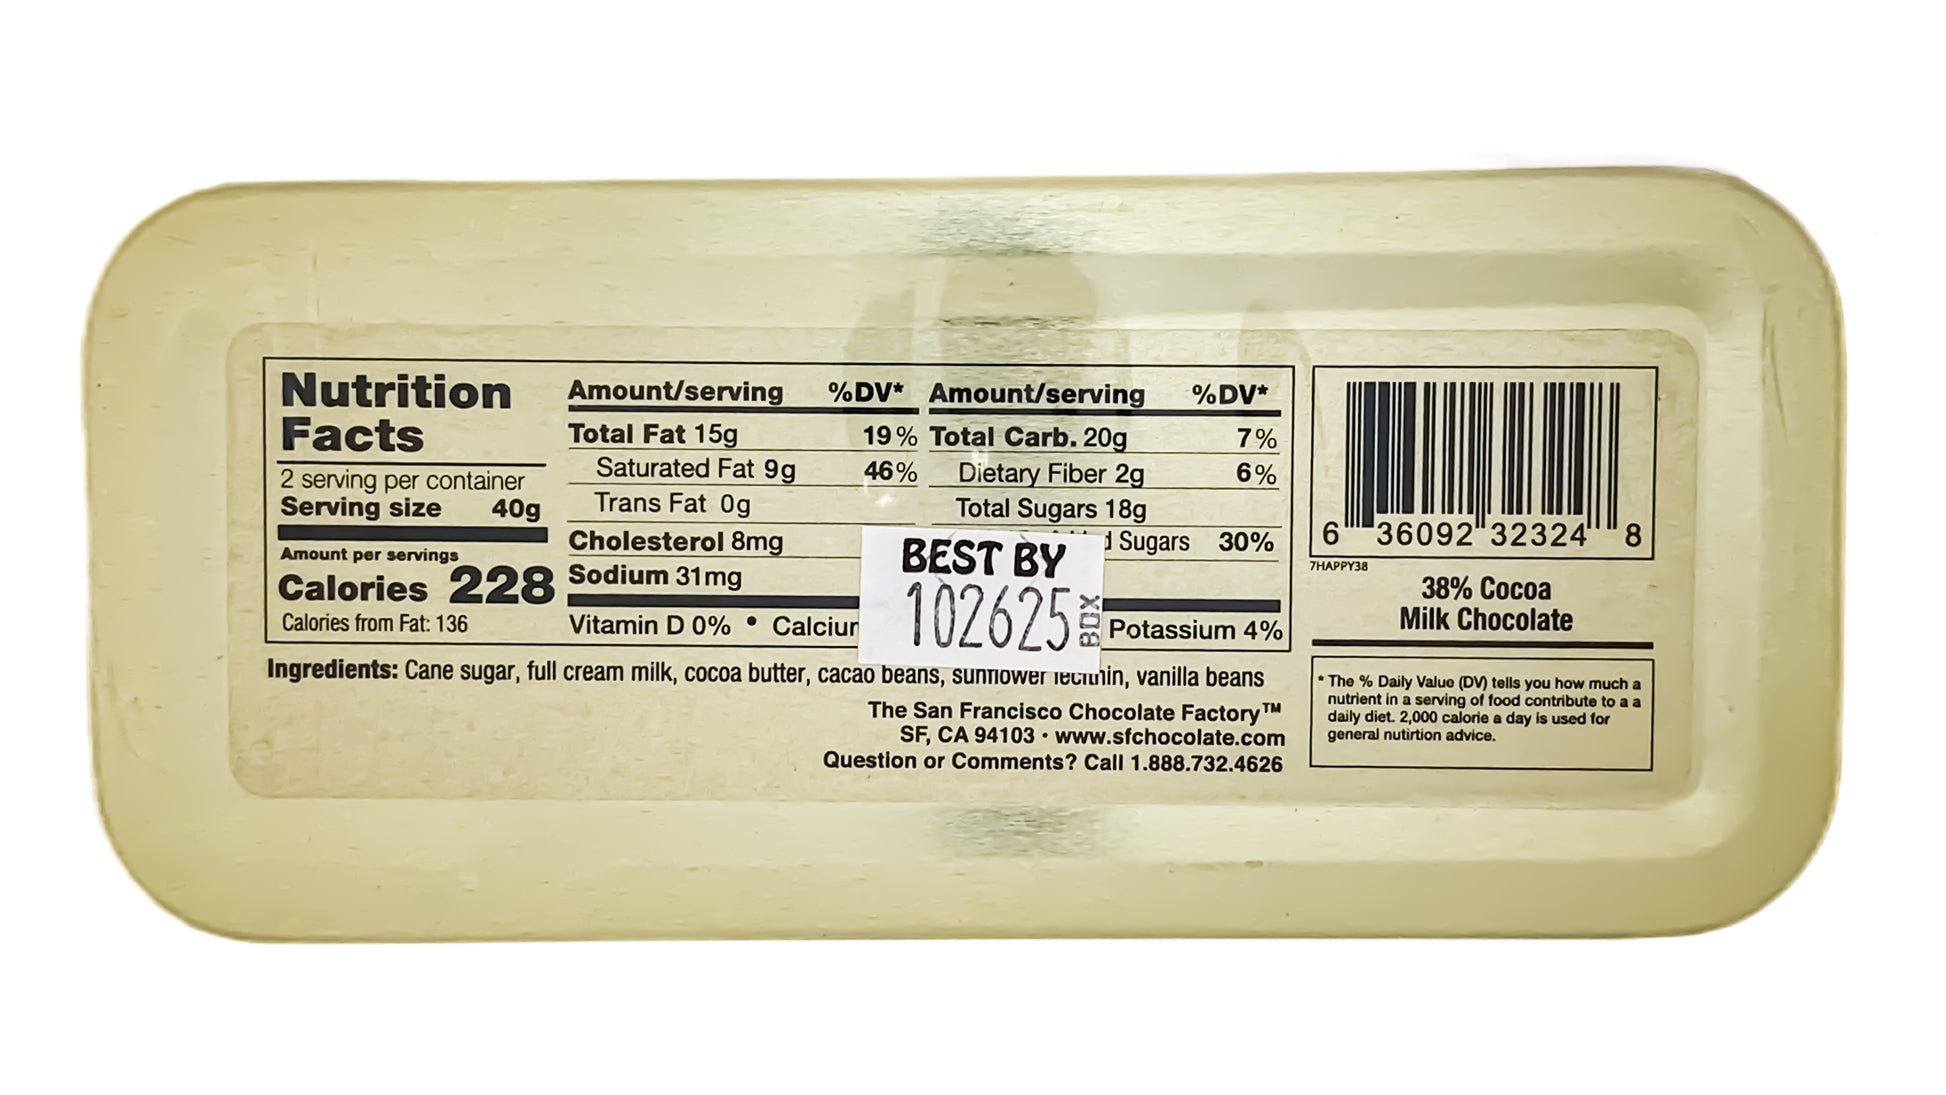 Nutrition
Facts
2 serving per container
Serving size 40g
Amount per servings
Calories 228
Calories from Fat: 136
Amount/serving %DV*
Total Fat 15g 19%
Saturated Fat 9g 46%
Trans Fat 0g
Cholesterol 8mg
Sodium 31mg
Amount/serving %DV*
Total Carb. 20g 7%
Dietary Fiber 2g 6%
Total Sugars 18g
Sugars 30%
Vitamin D 0% • Potassium 4%
BEST BY
102625
BDX
Ingredients: Cane sugar, full cream milk, cocoa butter, cacao beans, sunflower lecithin, vanilla beans
The San Francisco Chocolate Factory™
SF, CA 94103 • www.sfchocolate.com
Question or Comments? Call 1.888.732.4626
6 36092 32324 8
7HAPPY38
38% Cocoa
Milk Chocolate
* The % Daily Value (DV) tells you how much a
nutrient in a serving of food contribute to a a
daily diet. 2,000 calorie a day is used for
general nutirtion advice.